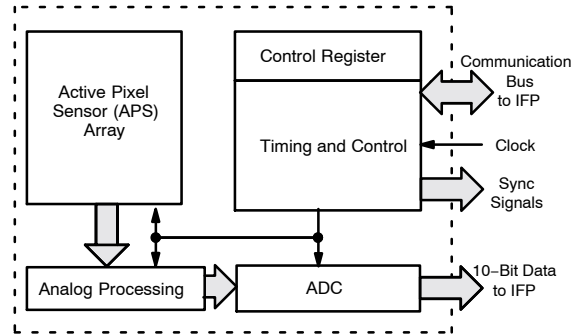 Active Pixel
Sensor (APS)
Array
Control Register
Timing and Control
Communication
Bus
to IFP
Clock
Sync
Signals
Analog Processing
ADC
10−Bit Data
to IFP